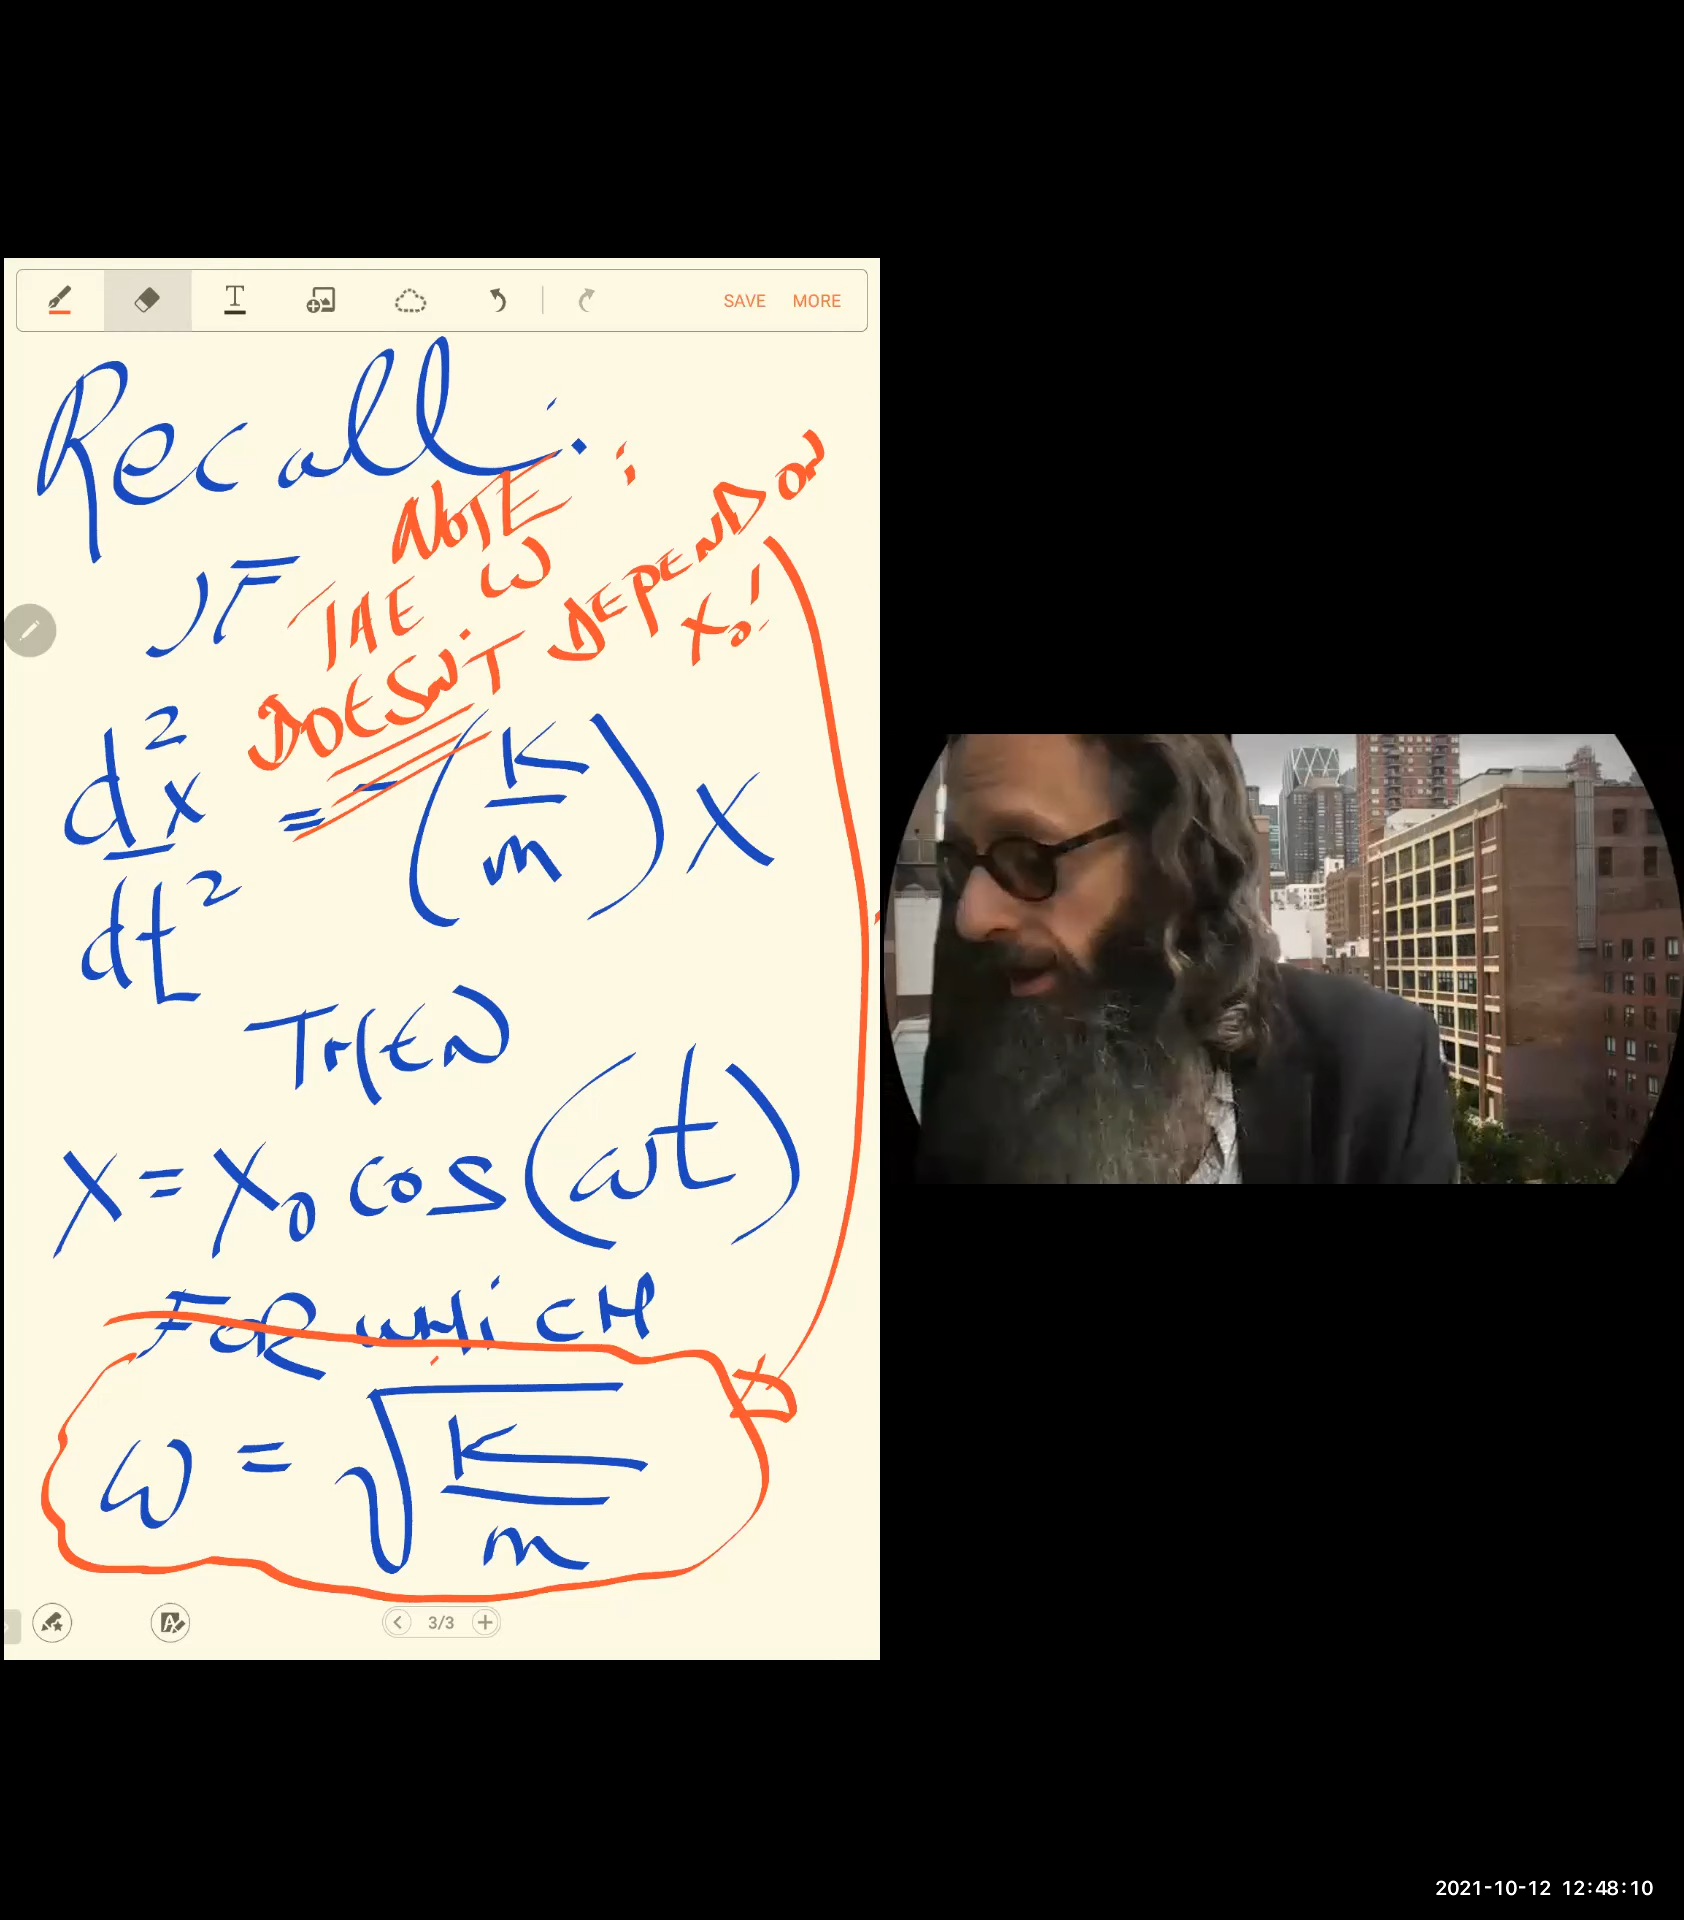 SAVE MORE
Recall:
NOTE:
IF THE ω
DOESN'T DEPEND ON
x₀!
d²x = -(k/m) x
dt²
THEN
x = x₀ cos(ωt)
FOR WHICH
ω = √k/m
3/3
2021-10-12 12:48:10